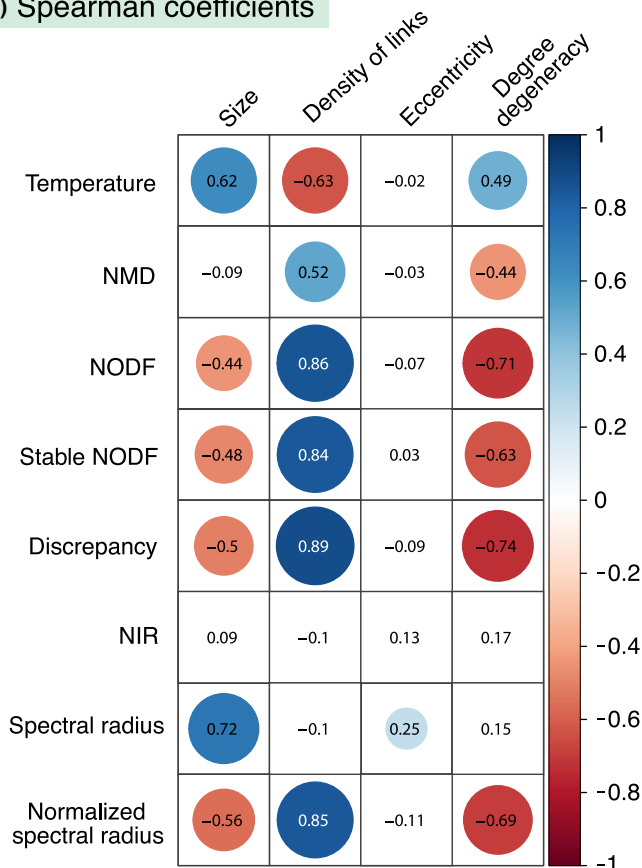 ) Spearman coefficients
Size
Density of links
Eccentricity
Degree
degeneracy
Temperature
0.62
−0.63
−0.02
0.49
NMD
−0.09
0.52
−0.03
−0.44
NODF
−0.44
0.86
−0.07
−0.71
Stable NODF
−0.48
0.84
0.03
−0.63
Discrepancy
−0.5
0.89
−0.09
−0.74
NIR
0.09
−0.1
0.13
0.17
Spectral radius
0.72
−0.1
0.25
0.15
Normalized
spectral radius
−0.56
0.85
−0.11
−0.69
1
0.8
0.6
0.4
0.2
0
−0.2
−0.4
−0.6
−0.8
−1